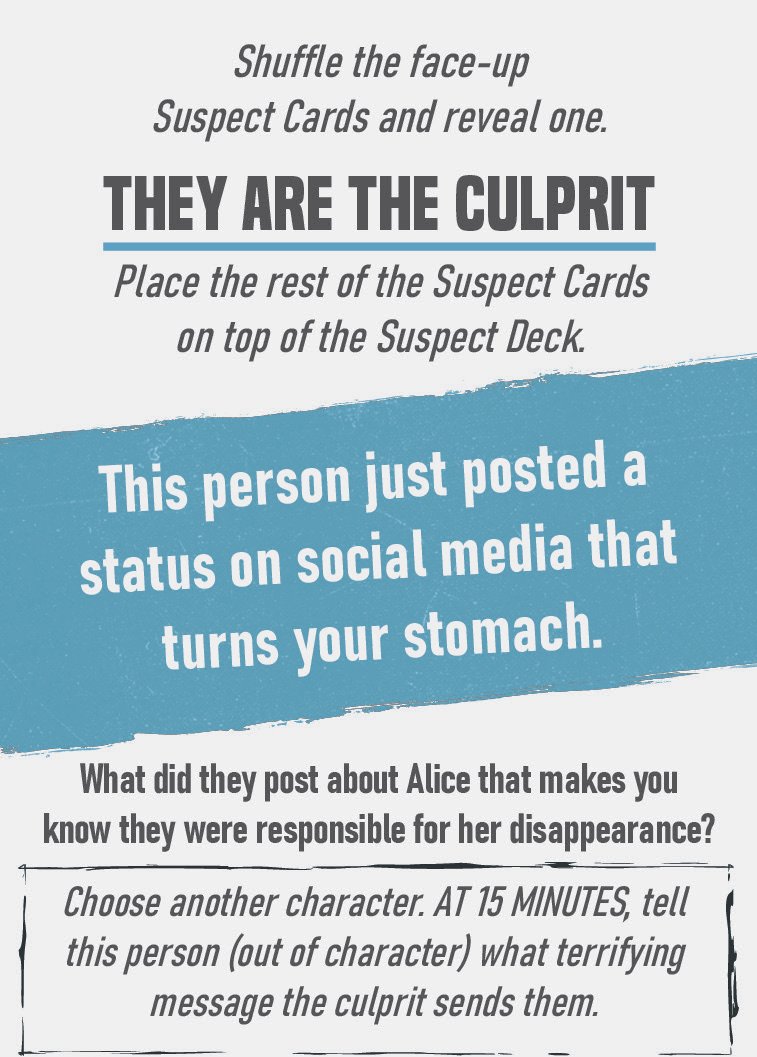 Shuffle the face-up
Suspect Cards and reveal one.
THEY ARE THE CULPRIT
Place the rest of the Suspect Cards
on top of the Suspect Deck.
This person just posted a
status on social media that
turns your stomach.
What did they post about Alice that makes you
know they were responsible for her disappearance?
Choose another character. AT 15 MINUTES, tell
this person (out of character) what terrifying
message the culprit sends them.